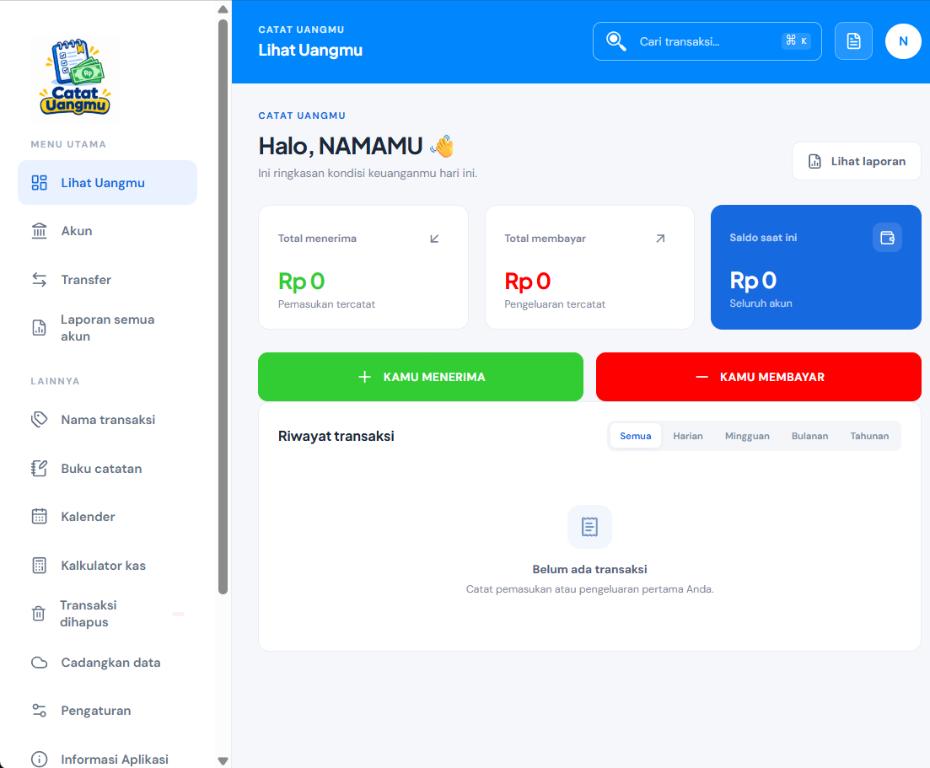 Catat
Uangmu
MENU UTAMA
Lihat Uangmu
Akun
Transfer
Laporan semua
akun
LAINNYA
Nama transaksi
Buku catatan
Kalender
Kalkulator kas
Transaksi
dihapus
Cadangkan data
Pengaturan
Informasi Aplikasi
CATAT UANGMU
Lihat Uangmu
Cari transaksi...
⌘ K
N
CATAT UANGMU
Halo, NAMAMU 👋
Ini ringkasan kondisi keuanganmu hari ini.
Lihat laporan
Total menerima
Rp 0
Pemasukan tercatat
Total membayar
Rp 0
Pengeluaran tercatat
Saldo saat ini
Rp 0
Seluruh akun
+ KAMU MENERIMA
− KAMU MEMBAYAR
Riwayat transaksi
Semua Harian Mingguan Bulanan Tahunan
Belum ada transaksi
Catat pemasukan atau pengeluaran pertama Anda.